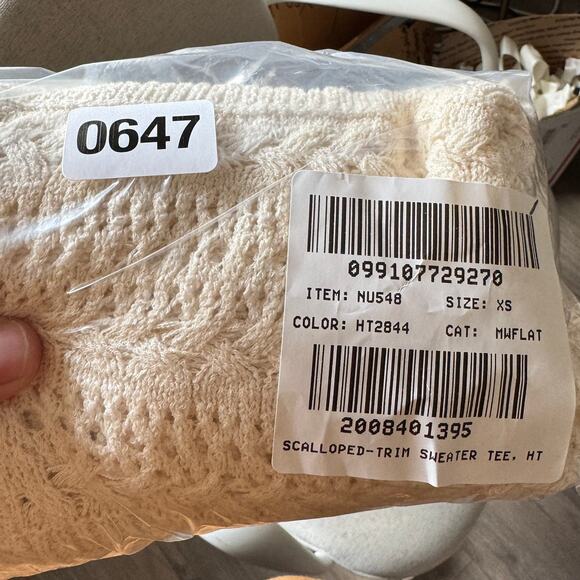 0647
099107729270
ITEM: NU548 SIZE: XS
COLOR: HT2844 CAT: MWFLAT
2008401395
SCALLOPED-TRIM SWEATER TEE, HT